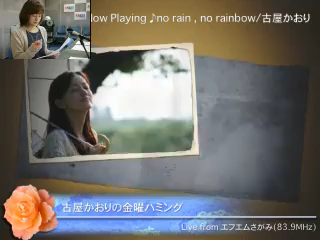 low Playing ♪no rain , no rainbow/古屋かおり
古屋かおりの金曜ハミング
Live from エフエムさがみ(83.9MHz)